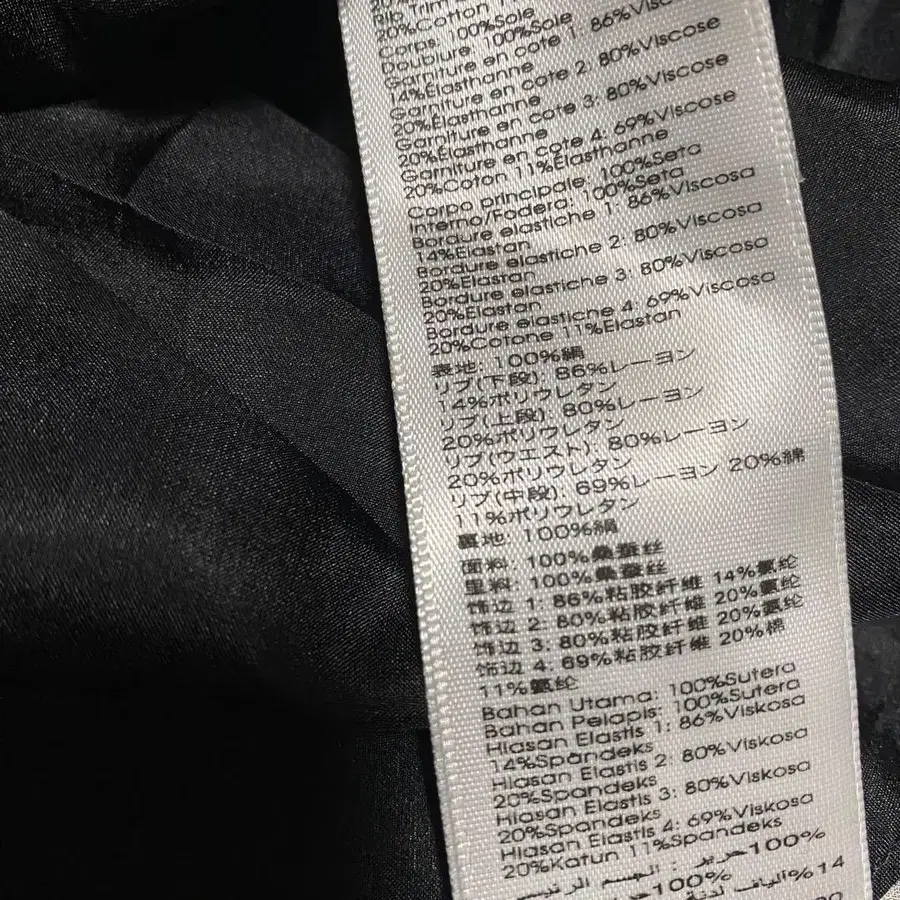 Rib Trim
20%Cotton
Corps: 100%Soie
Doublure 100%Soie
Garniture en cote 1: 86%Viscose
14%Élasthanne
Garniture en cote 2: 80%Viscose
20%Élasthanne
Garniture en cote 3: 80%Viscose
20%Élasthanne
Garniture en cote 4: 69%Viscose
20%Coton 11%Élasthanne
Corpo principale, 100%Seta
Interno/Fodera: 100%Seta
Bordure elastiche 1: 86%Viscosa
14%Elastan
Bordure elastiche 2: 80%Viscosa
20%Elastan
Bordure elastiche 3: 80%Viscosa
20%Elastan
Bordure elastiche 4: 69%Viscosa
20%Cotone 11%Elastan
表地: 100%絹
リブ(下段): 86%レーヨン
14%ポリウレタン
リブ(上段): 80%レーヨン
20%ポリウレタン
リブ(ウエスト): 80%レーヨン
20%ポリウレタン
リブ(中段): 69%レーヨン 20%綿
11%ポリウレタン
裏地: 100%絹
面料: 100%桑蚕丝
里料: 100%桑蚕丝
饰边 1: 86%粘胶纤维 14%氨纶
饰边 2: 80%粘胶纤维 20%氨纶
饰边 3: 80%粘胶纤维 20%氨纶
饰边 4: 69%粘胶纤维 20%棉
11%氨纶
Bahan Utama: 100%Sutera
Bahan Pelapis: 100%Sutera
Hiasan Elastis 1: 86%Viskosa
14%Spandeks
Hiasan Elastis 2: 80%Viskosa
20%Spandeks
Hiasan Elastis 3: 80%Viskosa
20%Spandeks
Hiasan Elastis 4: 69%Viskosa
20%Katun 11%Spandeks
الجسم الرئيسي : 100%حرير
100%حرير
14%ألياف لدنة